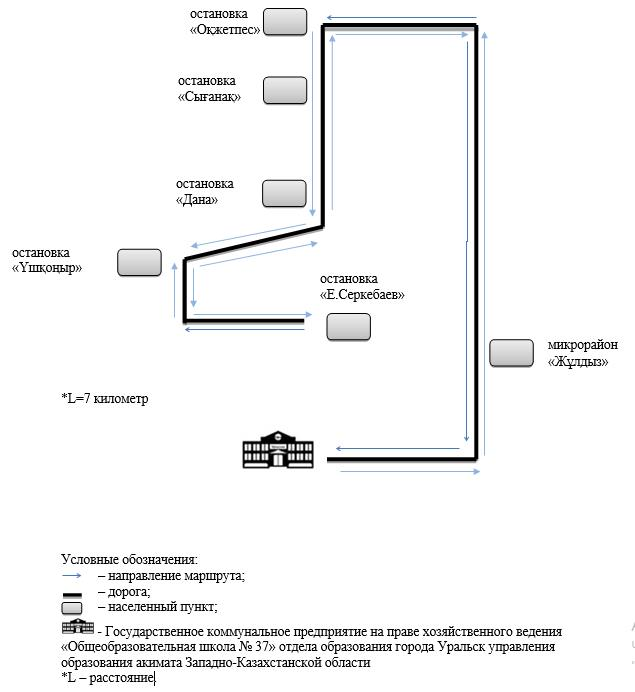 остановка
«Оқжетпес»
остановка
«Сығанақ»
остановка
«Дана»
остановка
«Үшқоңыр»
остановка
«Е.Серкебаев»
микрорайон
«Жұлдыз»
*L=7 километр
Условные обозначения:
– направление маршрута;
– дорога;
– населенный пункт;
- Государственное коммунальное предприятие на праве хозяйственного ведения
«Общеобразовательная школа № 37» отдела образования города Уральск управления
образования акимата Западно-Казахстанской области
*L – расстояние